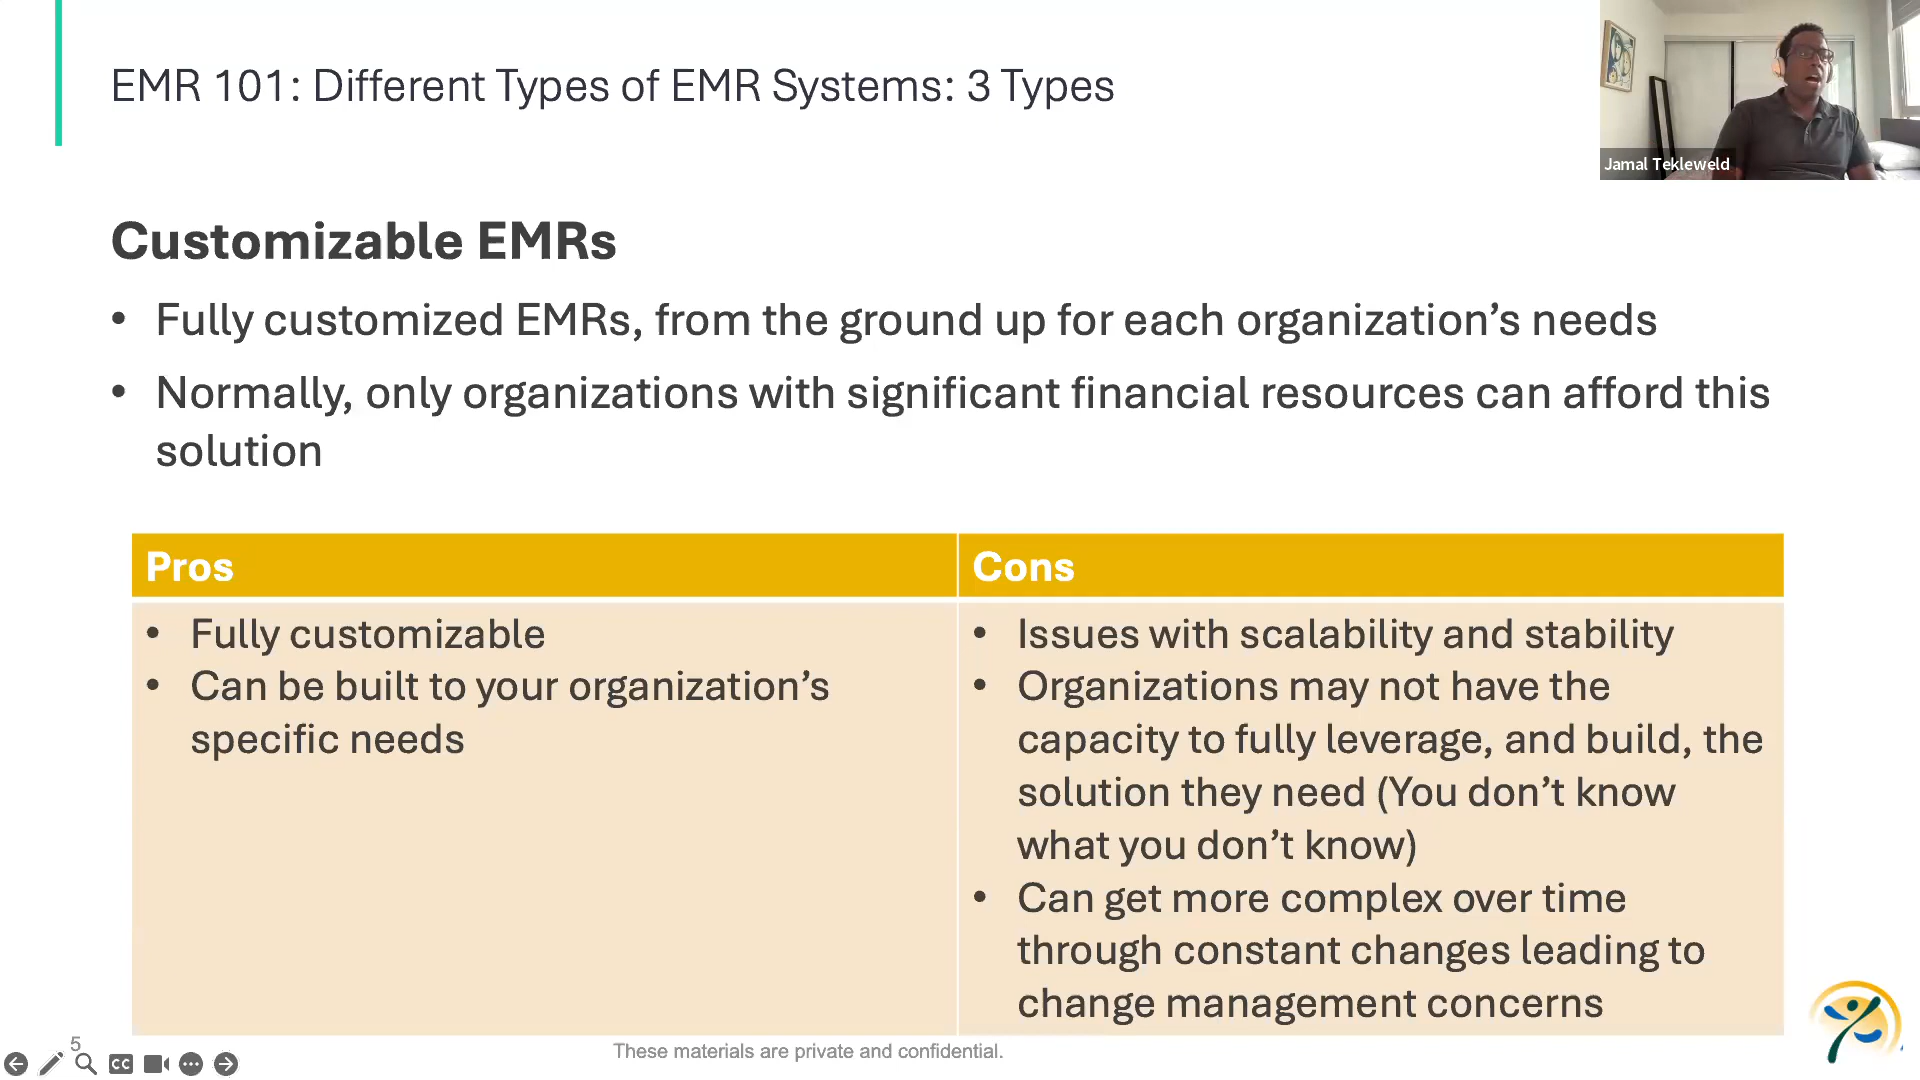 EMR 101: Different Types of EMR Systems: 3 Types
Jamal Tekleweld
Customizable EMRs
• Fully customized EMRs, from the ground up for each organization’s needs
• Normally, only organizations with significant financial resources can afford this
solution
Pros
• Fully customizable
• Can be built to your organization’s
specific needs
Cons
• Issues with scalability and stability
• Organizations may not have the
capacity to fully leverage, and build, the
solution they need (You don’t know
what you don’t know)
• Can get more complex over time
through constant changes leading to
change management concerns
5
CC
These materials are private and confidential.